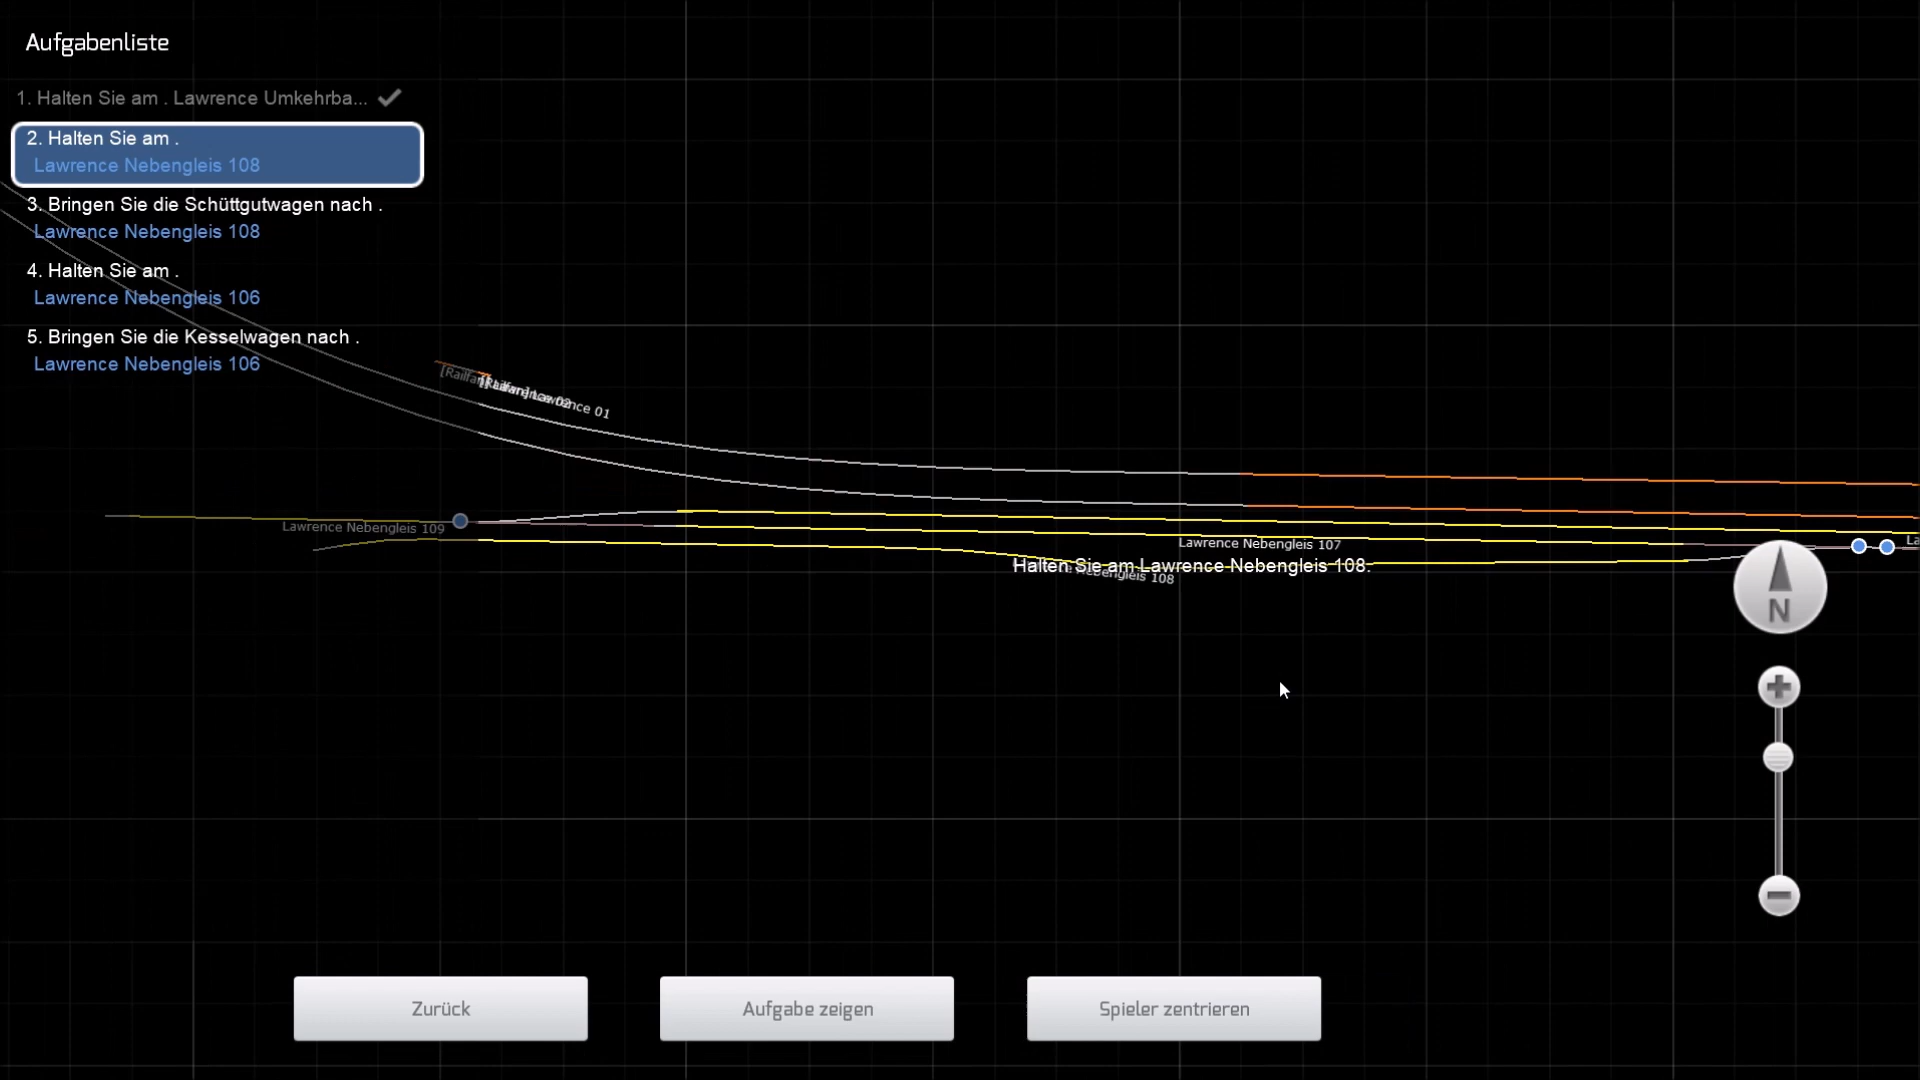 Aufgabenliste
1. Halten Sie am . Lawrence Umkehrba...
2. Halten Sie am .
Lawrence Nebengleis 108
3. Bringen Sie die Schüttgutwagen nach .
Lawrence Nebengleis 108
4. Halten Sie am .
Lawrence Nebengleis 106
5. Bringen Sie die Kesselwagen nach .
Lawrence Nebengleis 106
Lawrence Nebengleis 109
Lawrence Nebengleis 107
Halten Sie am Lawrence Nebengleis 108.
Nebengleis 108
N
Zurück
Aufgabe zeigen
Spieler zentrieren